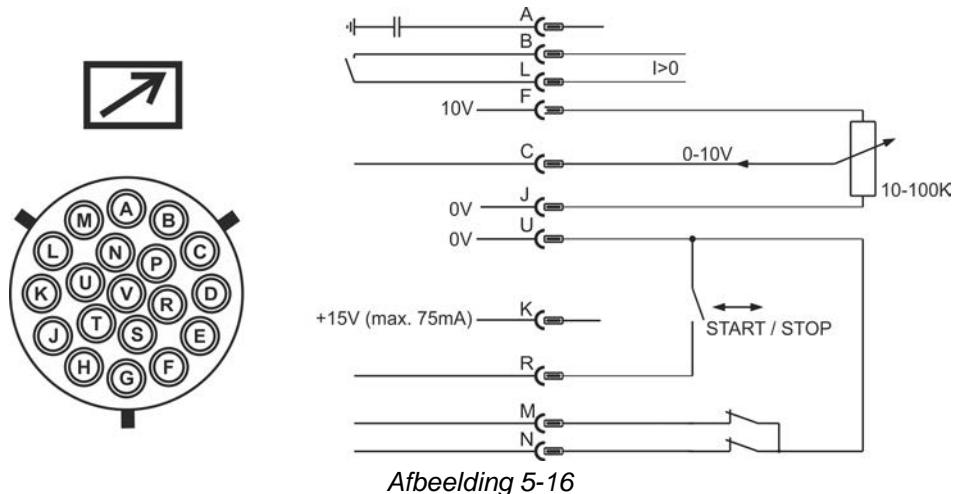 M A B
L N P C
K U V R D
J T S E
H G F
A
B
L I>0
F
10V
C 0-10V
10-100K
J
0V
U
0V
K
+15V (max. 75mA)
START / STOP
R
M
N
Afbeelding 5-16